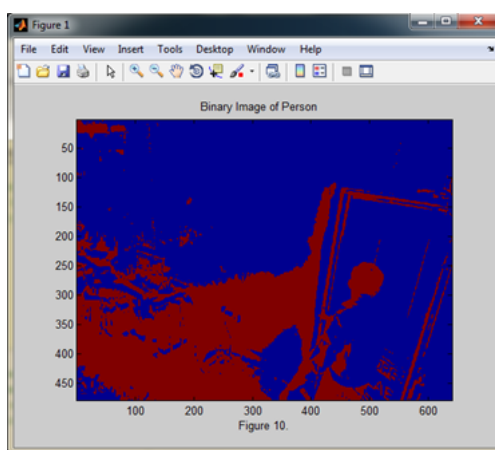 Figure 1
File Edit View Insert Tools Desktop Window Help
Binary Image of Person
50
100
150
200
250
300
350
400
450
100 200 300 400 500 600
Figure 10.